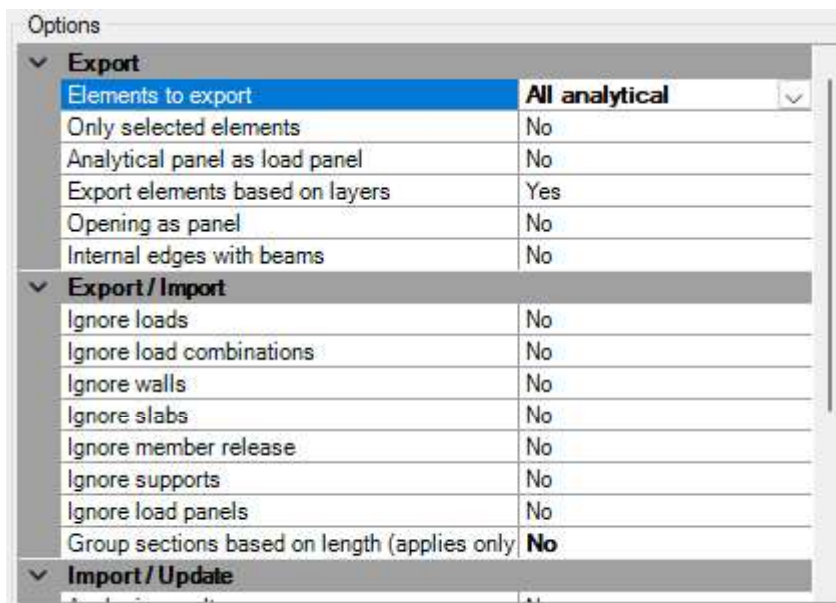 Options
Export
Elements to export All analytical
Only selected elements No
Analytical panel as load panel No
Export elements based on layers Yes
Opening as panel No
Internal edges with beams No
Export / Import
Ignore loads No
Ignore load combinations No
Ignore walls No
Ignore slabs No
Ignore member release No
Ignore supports No
Ignore load panels No
Group sections based on length (applies only No
Import / Update